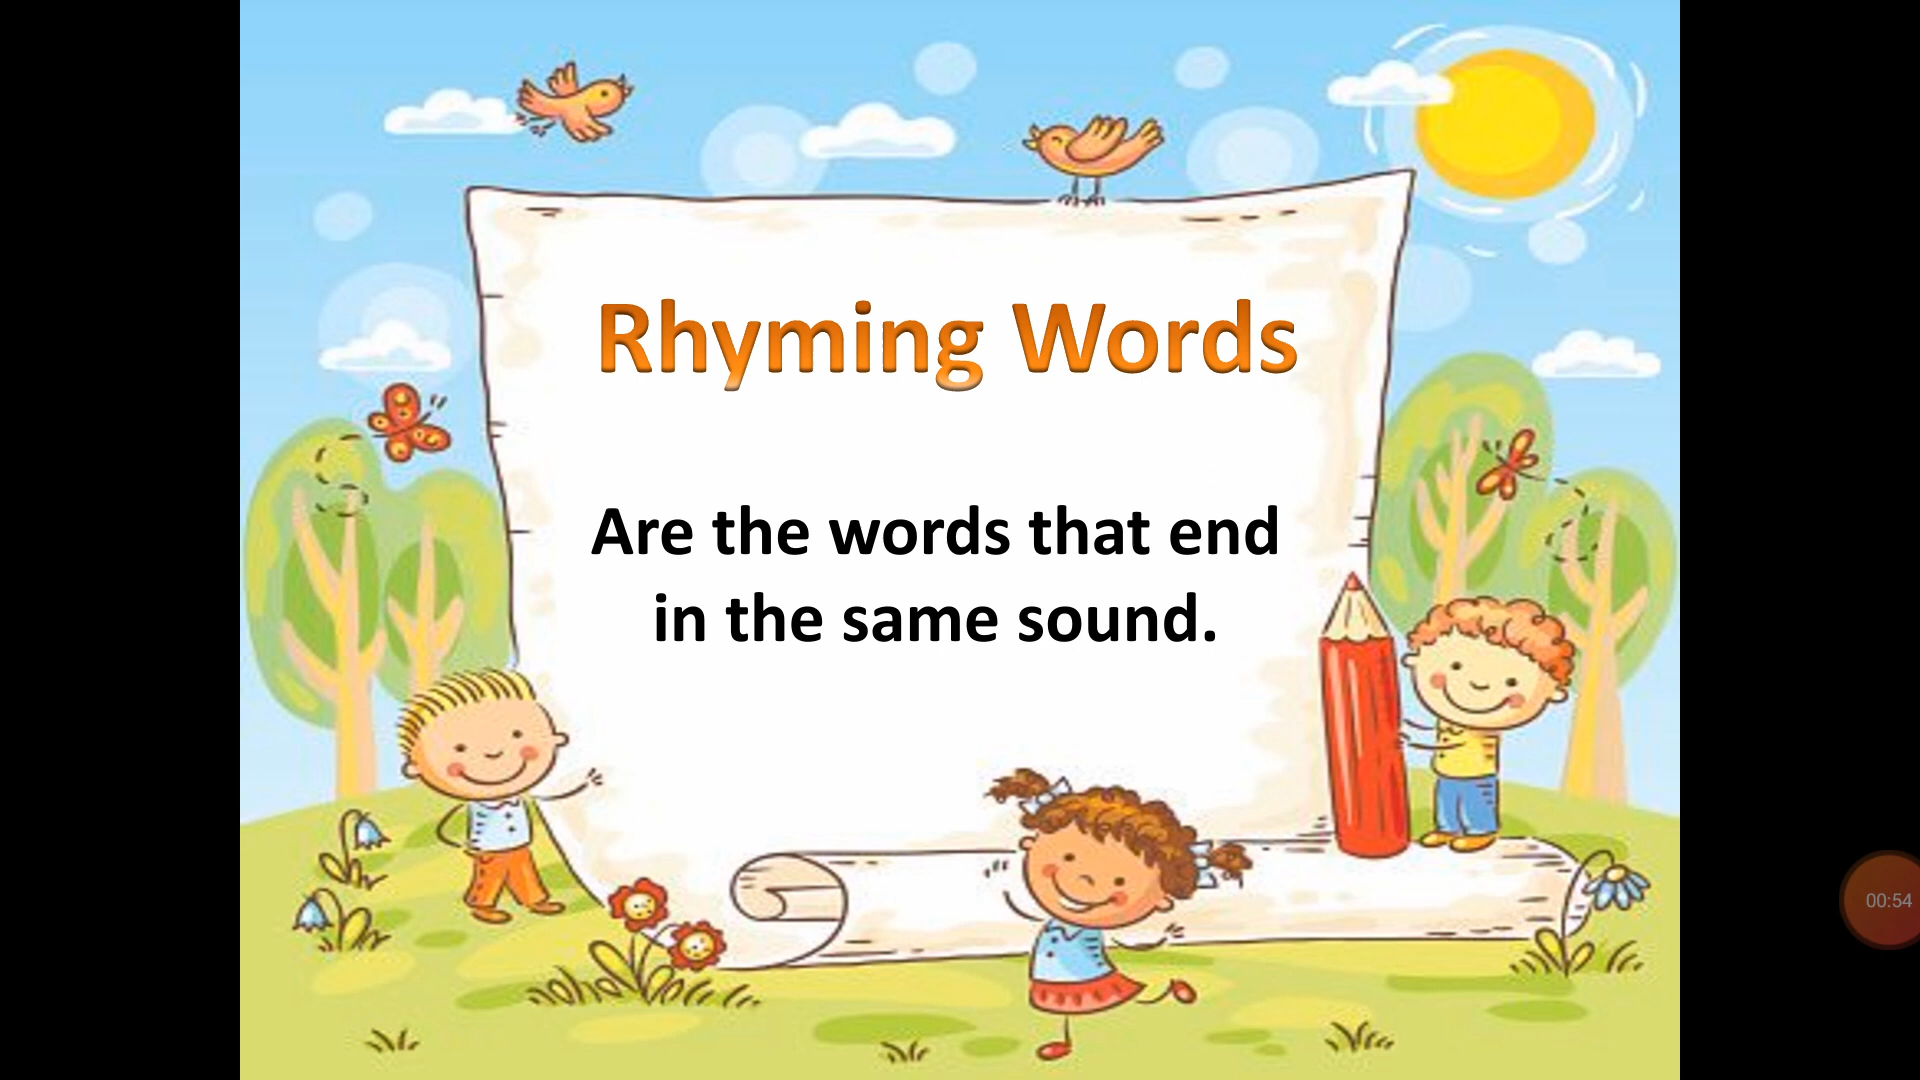 Rhyming Words
Are the words that end
in the same sound.
00:54